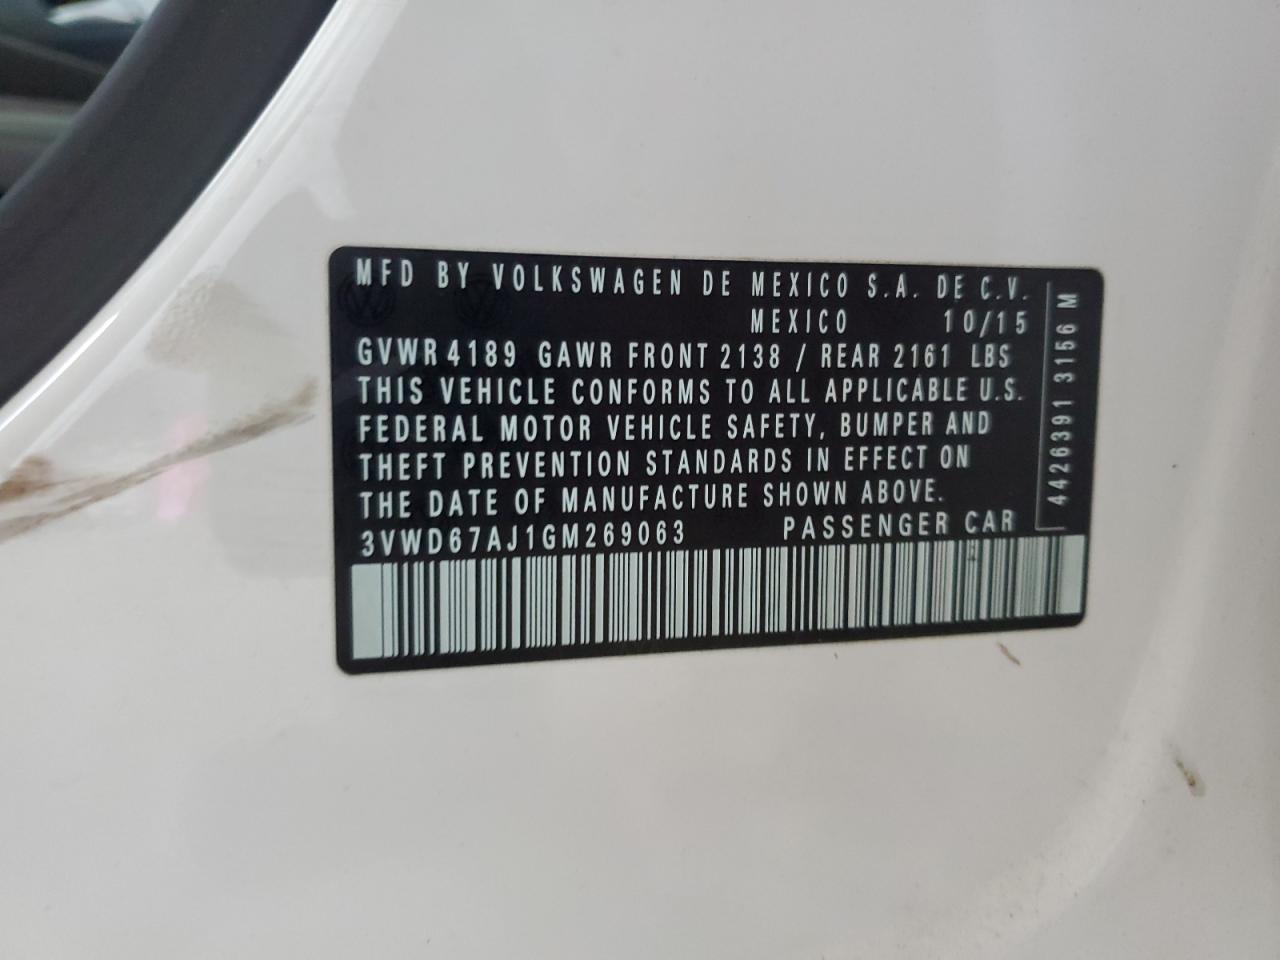 MFD BY VOLKSWAGEN DE MEXICO S.A. DE C.V.
MEXICO 10/15
GVWR 4189 GAWR FRONT 2138 / REAR 2161 LBS
THIS VEHICLE CONFORMS TO ALL APPLICABLE U.S.
FEDERAL MOTOR VEHICLE SAFETY, BUMPER AND
THEFT PREVENTION STANDARDS IN EFFECT ON
THE DATE OF MANUFACTURE SHOWN ABOVE.
3VWD67AJ1GM269063 PASSENGER CAR
4426391 3156 M